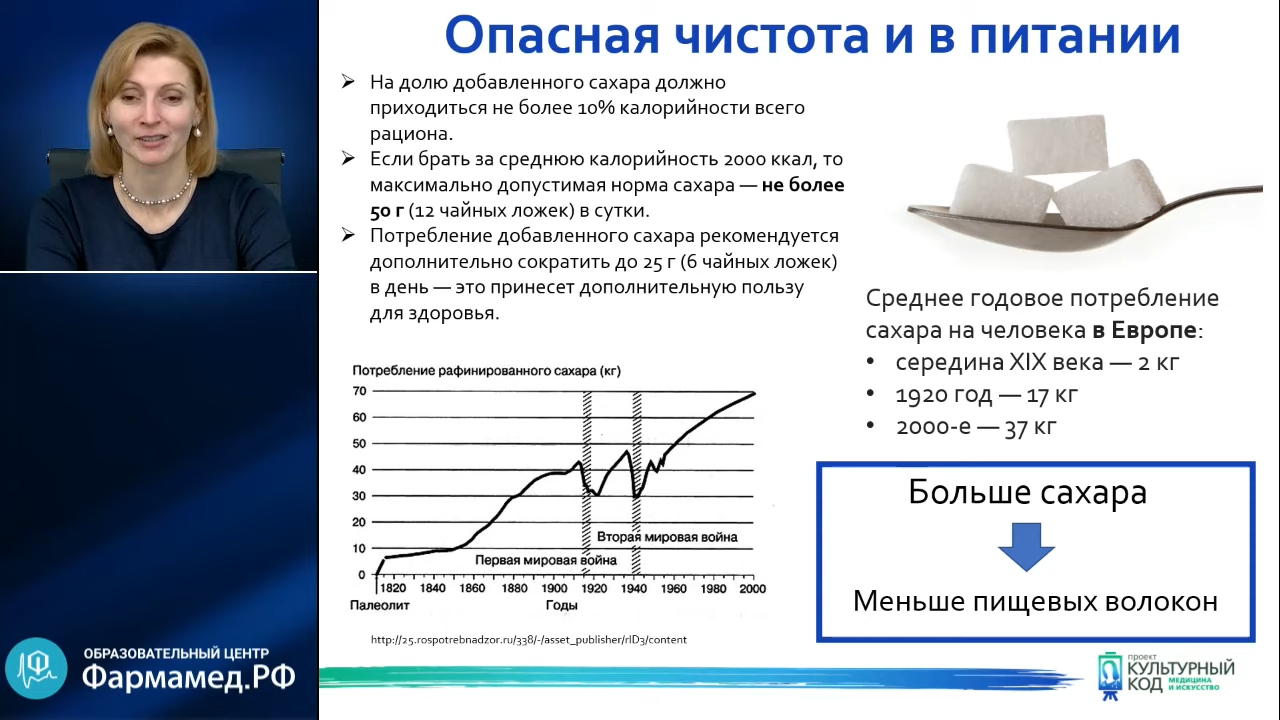 Опасная чистота и в питании
На долю добавленного сахара должно
приходиться не более 10% калорийности всего
рациона.
Если брать за среднюю калорийность 2000 ккал, то
максимально допустимая норма сахара — не более
50 г (12 чайных ложек) в сутки.
Потребление добавленного сахара рекомендуется
дополнительно сократить до 25 г (6 чайных ложек)
в день — это принесет дополнительную пользу
для здоровья.
Среднее годовое потребление
сахара на человека в Европе:
• середина XIX века — 2 кг
• 1920 год — 17 кг
• 2000-е — 37 кг
Потребление рафинированного сахара (кг)
70
60
50
40
30
20
10
0
Вторая мировая война
Первая мировая война
1820 1840 1860 1880 1900 1920 1940 1960 1980 2000
Палеолит Годы
http://25.rospotrebnadzor.ru/338/-/asset_publisher/rID3/content
Больше сахара
Меньше пищевых волокон
ОБРАЗОВАТЕЛЬНЫЙ ЦЕНТР
Фармамед.РФ
проект
КУЛЬТУРНЫЙ
КОД МЕДИЦИНА
И ИСКУССТВО